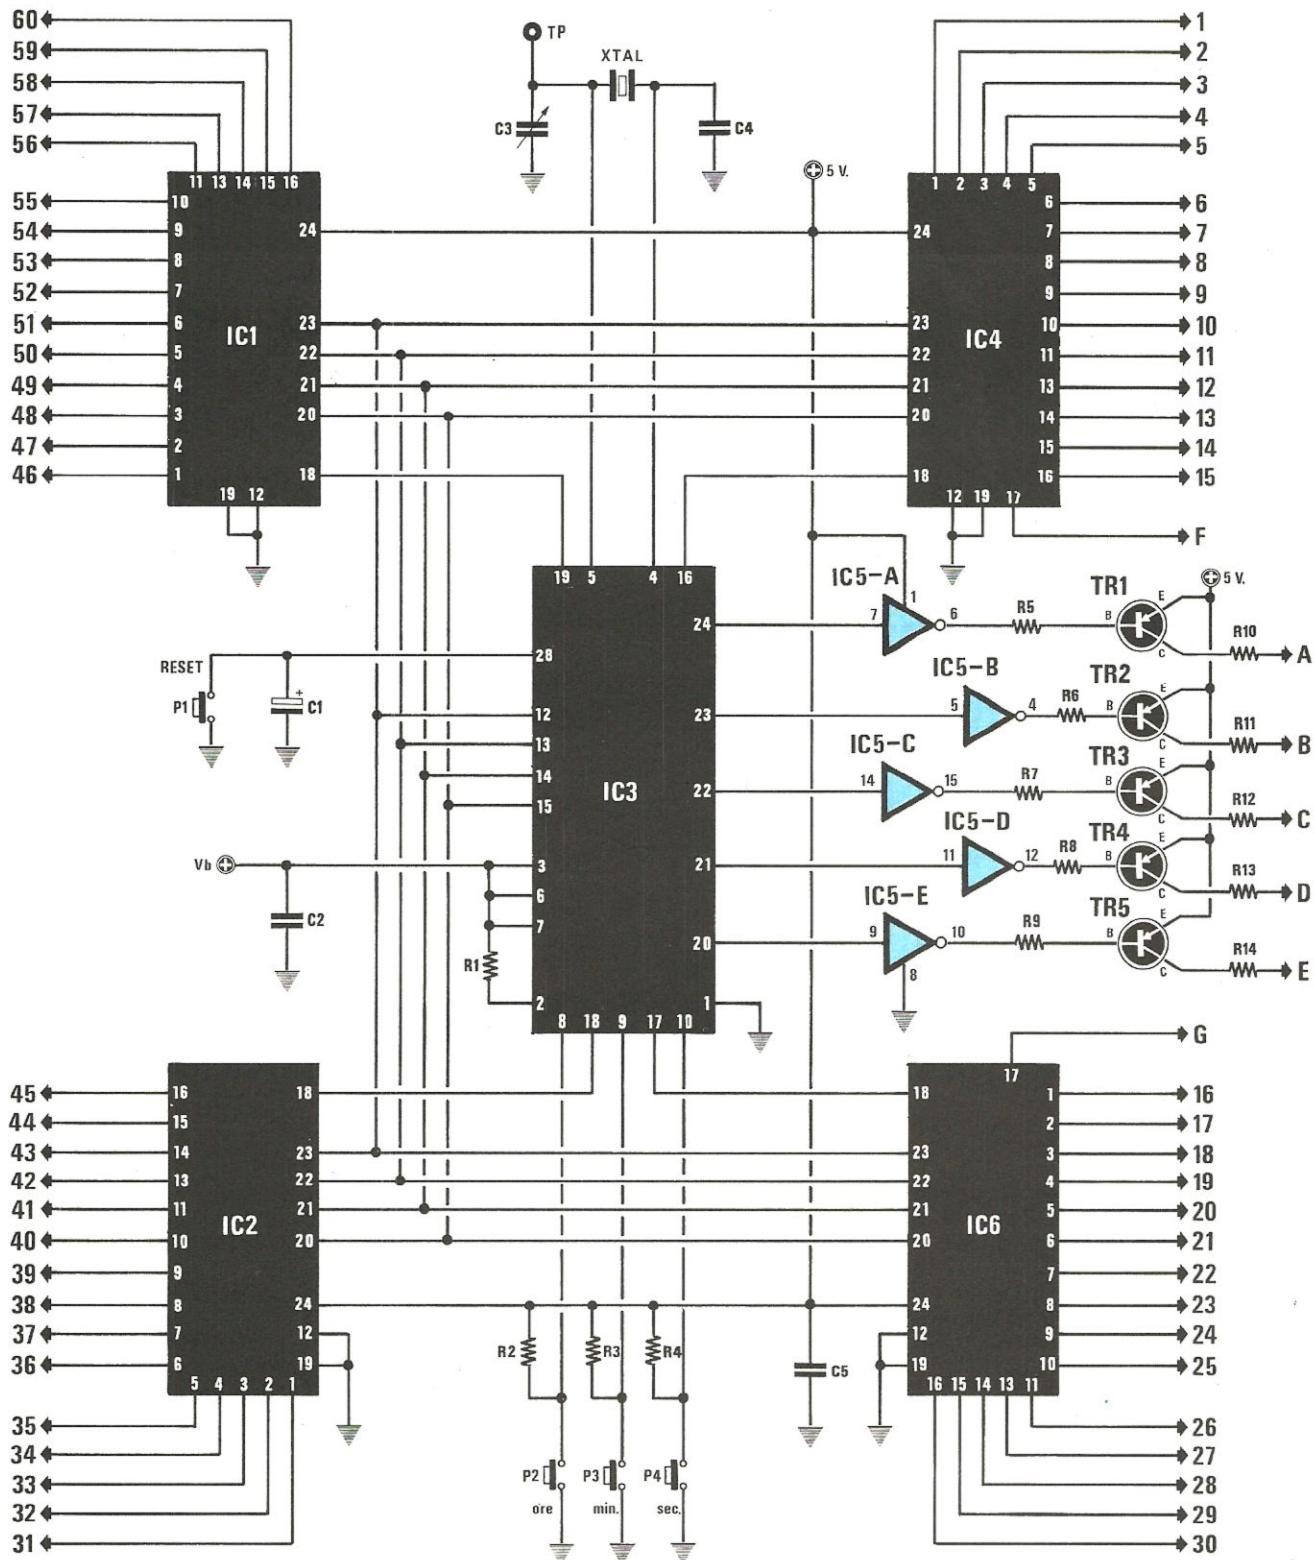 60
59
58
57
56
TP
XTAL
C3
C4
5 V.
1
2
3
4
5
11 13 14 15 16
1 2 3 4 5
55
54
53
52
51
50
49
48
47
46
10
9
8
7
6
5
4
3
2
1
IC1
24
23
22
21
20
18
19 12
24
23
22
21
20
18
IC4
6
7
8
9
10
11
13
14
15
16
12 19 17
6
7
8
9
10
11
12
13
14
15
F
19 5 4 16
RESET
P1
C1
+
28
12
13
14
15
Vb
C2
3
6
7
R1
2
IC3
24
23
22
21
20
1
8 18 9 17 10
IC5-A
7 1 6
R5
TR1
B E C
5 V.
R10
A
IC5-B
5 4
R6
TR2
B E C
R11
B
IC5-C
14 15
R7
TR3
B E C
R12
C
IC5-D
11 12
R8
TR4
B E C
R13
D
IC5-E
9 10
8
R9
TR5
B E C
R14
E
G
45
44
43
42
41
40
39
38
37
36
16
15
14
13
11
10
9
8
7
6
IC2
18
23
22
21
20
24
12
19
5 4 3 2 1
35
34
33
32
31
R2
R3
R4
C5
P2
ore
P3
min.
P4
sec.
17
18
23
22
21
20
24
12
19
IC6
1
2
3
4
5
6
7
8
9
10
16 15 14 13 11
16
17
18
19
20
21
22
23
24
25
26
27
28
29
30